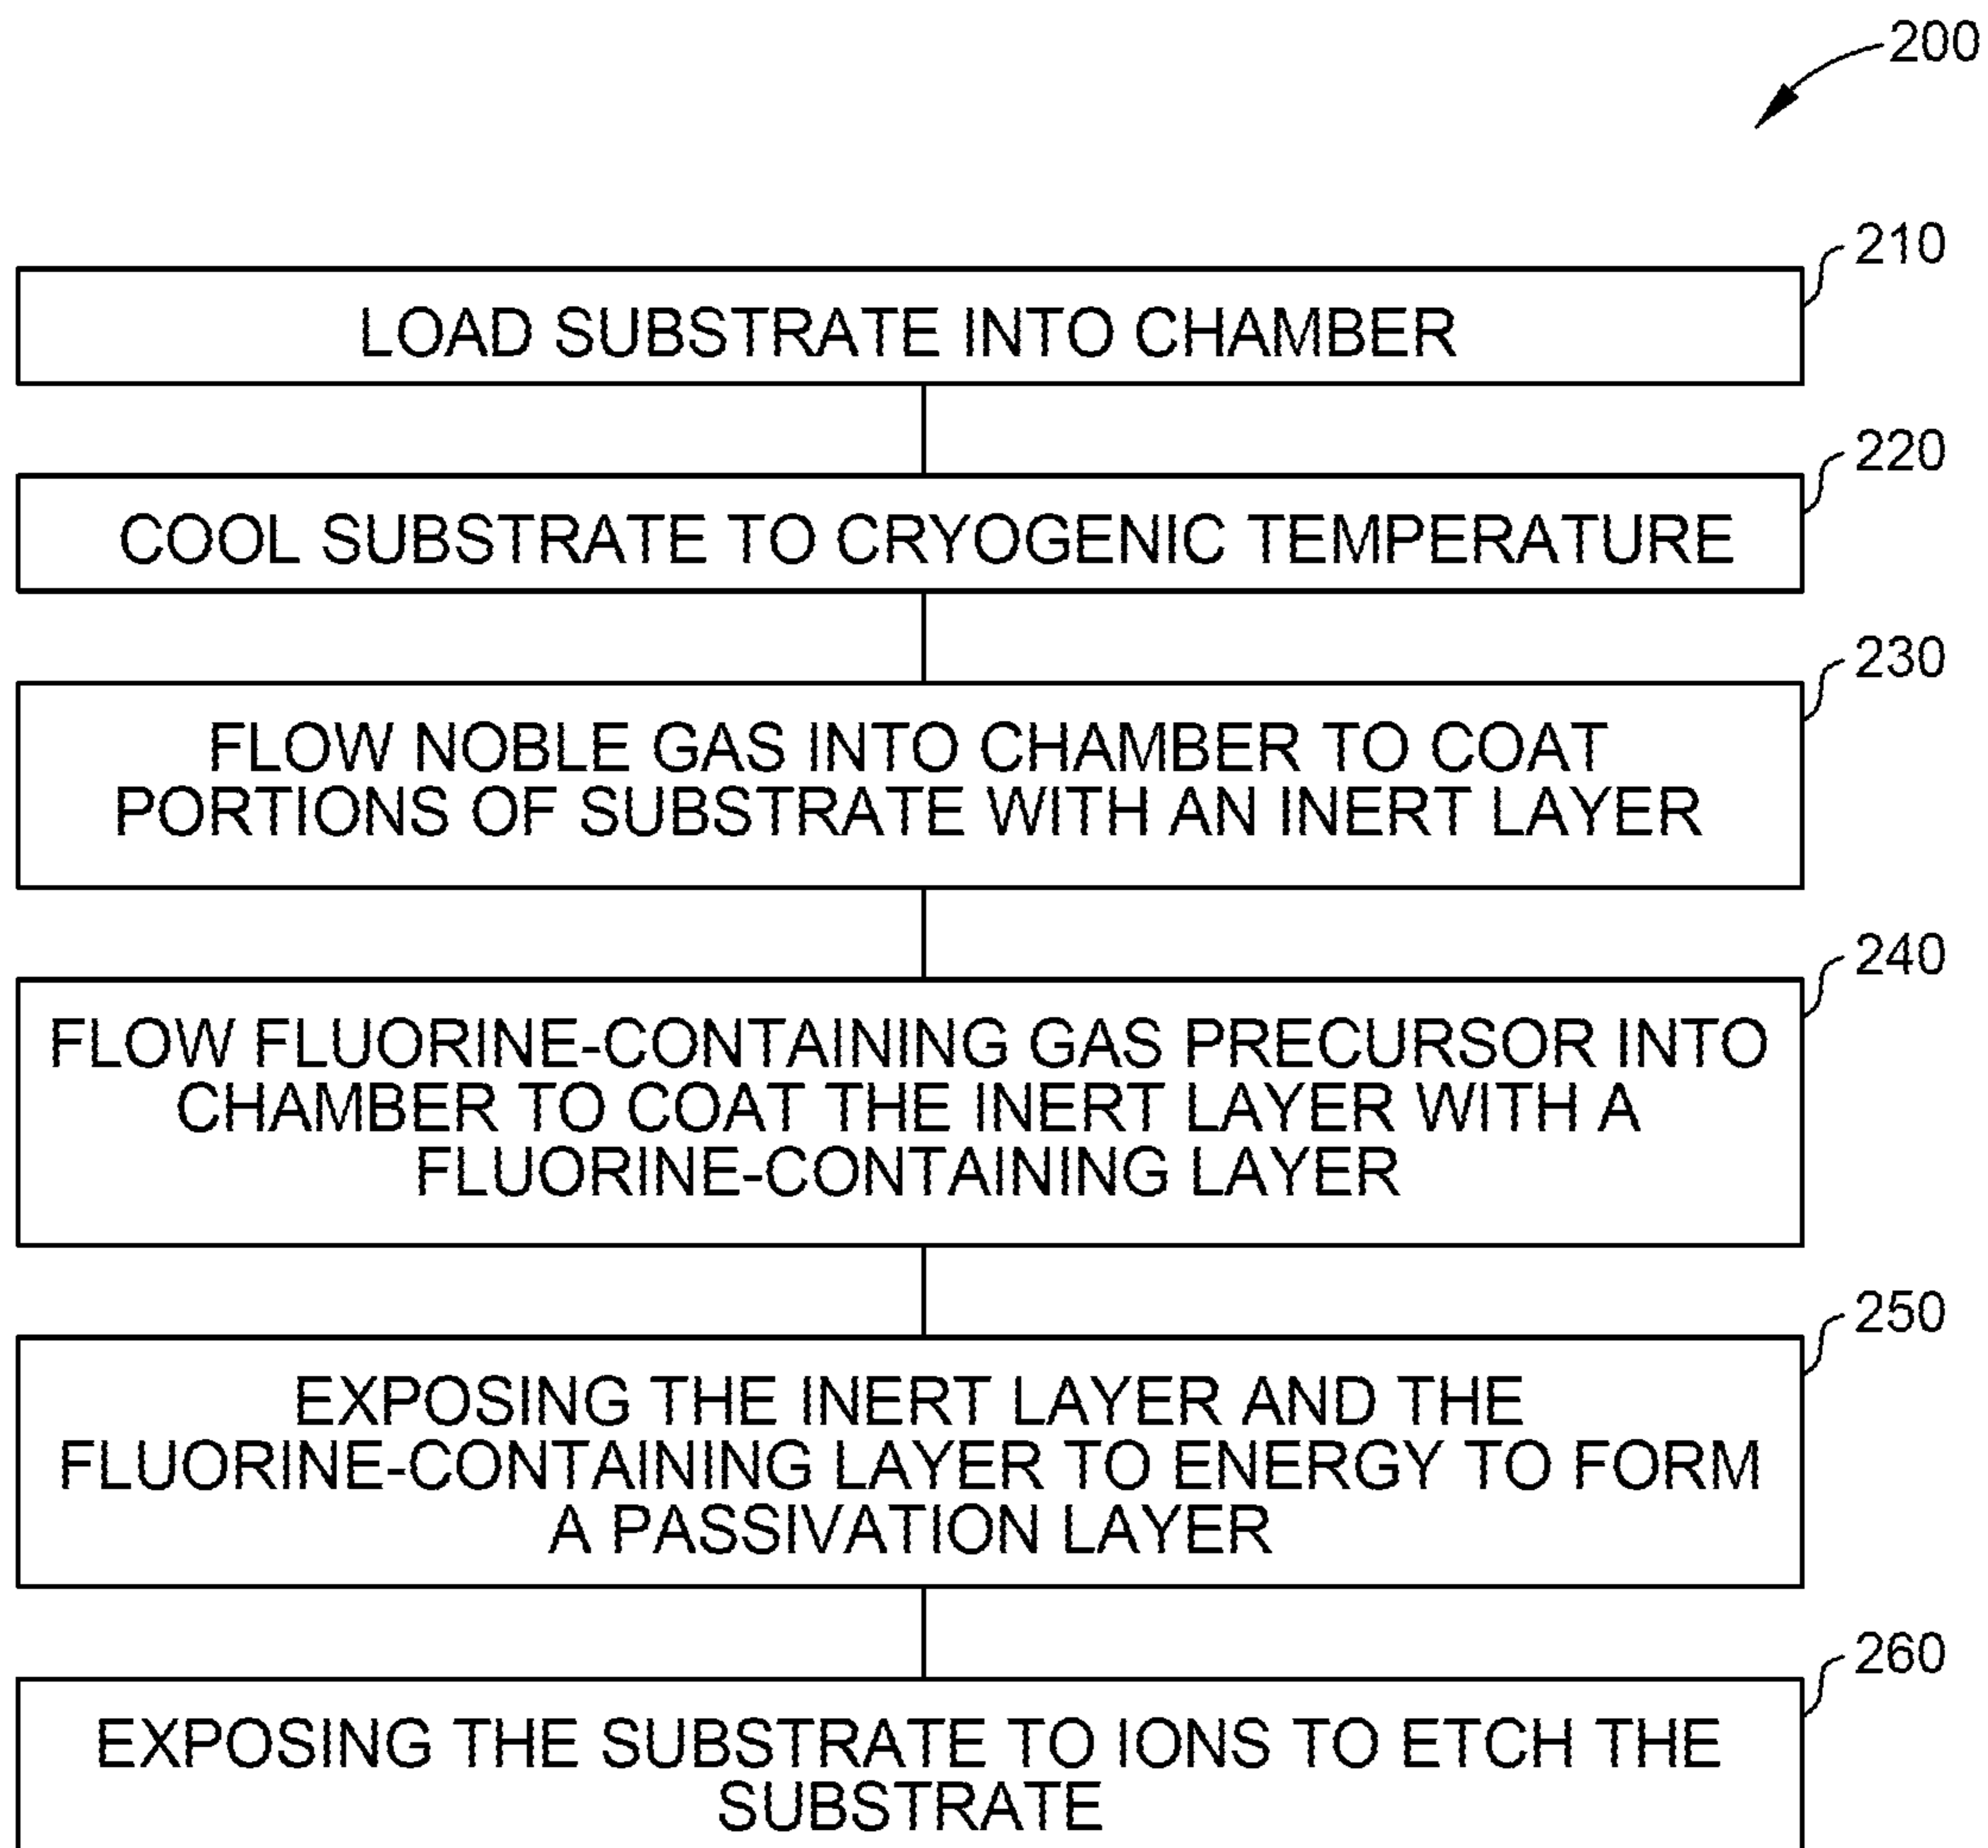 200
210
LOAD SUBSTRATE INTO CHAMBER
220
COOL SUBSTRATE TO CRYOGENIC TEMPERATURE
230
FLOW NOBLE GAS INTO CHAMBER TO COAT
PORTIONS OF SUBSTRATE WITH AN INERT LAYER
240
FLOW FLUORINE-CONTAINING GAS PRECURSOR INTO
CHAMBER TO COAT THE INERT LAYER WITH A
FLUORINE-CONTAINING LAYER
250
EXPOSING THE INERT LAYER AND THE
FLUORINE-CONTAINING LAYER TO ENERGY TO FORM
A PASSIVATION LAYER
260
EXPOSING THE SUBSTRATE TO IONS TO ETCH THE
SUBSTRATE